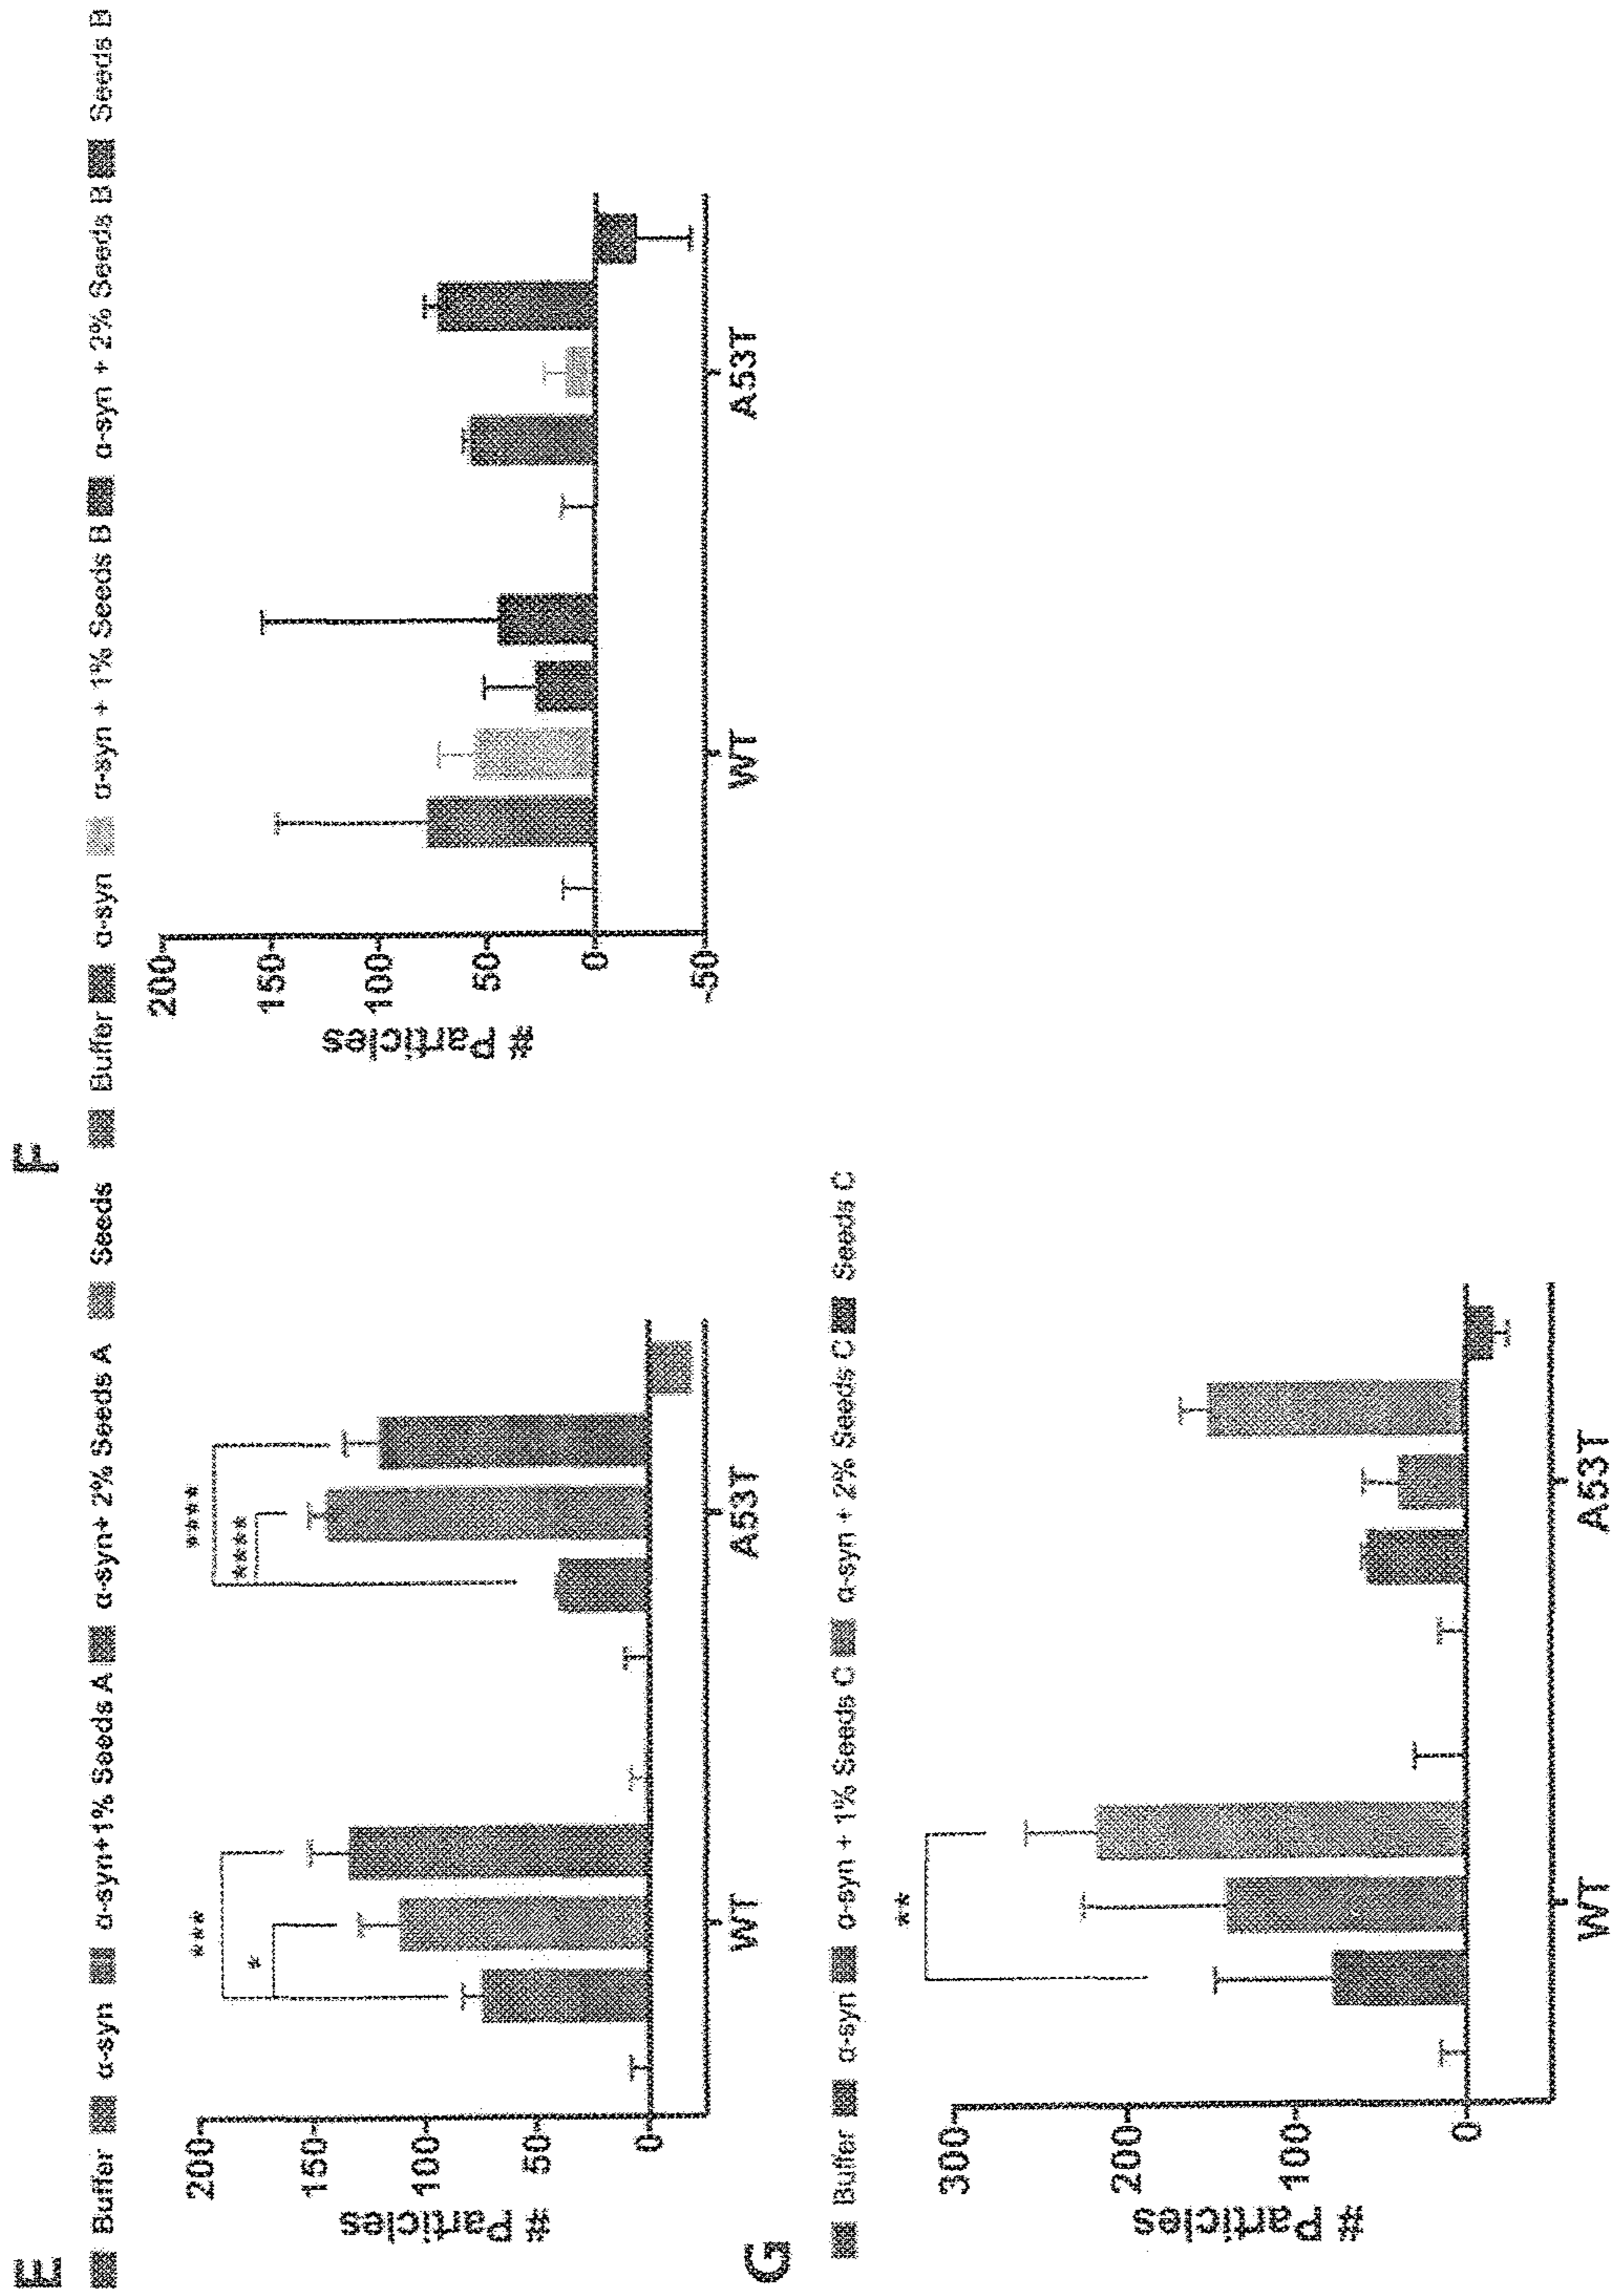 E
Buffer α-syn α-syn+1% Seeds A α-syn+ 2% Seeds A Seeds
# Particles
200
150
100
50
0
***
*
****
****
WT A53T
F
Buffer α-syn α-syn + 1% Seeds B α-syn + 2% Seeds B Seeds B
# Particles
200
150
100
50
0
-50
WT A53T
G
Buffer α-syn α-syn + 1% Seeds C α-syn + 2% Seeds C Seeds C
# Particles
300
200
100
0
**
WT A53T